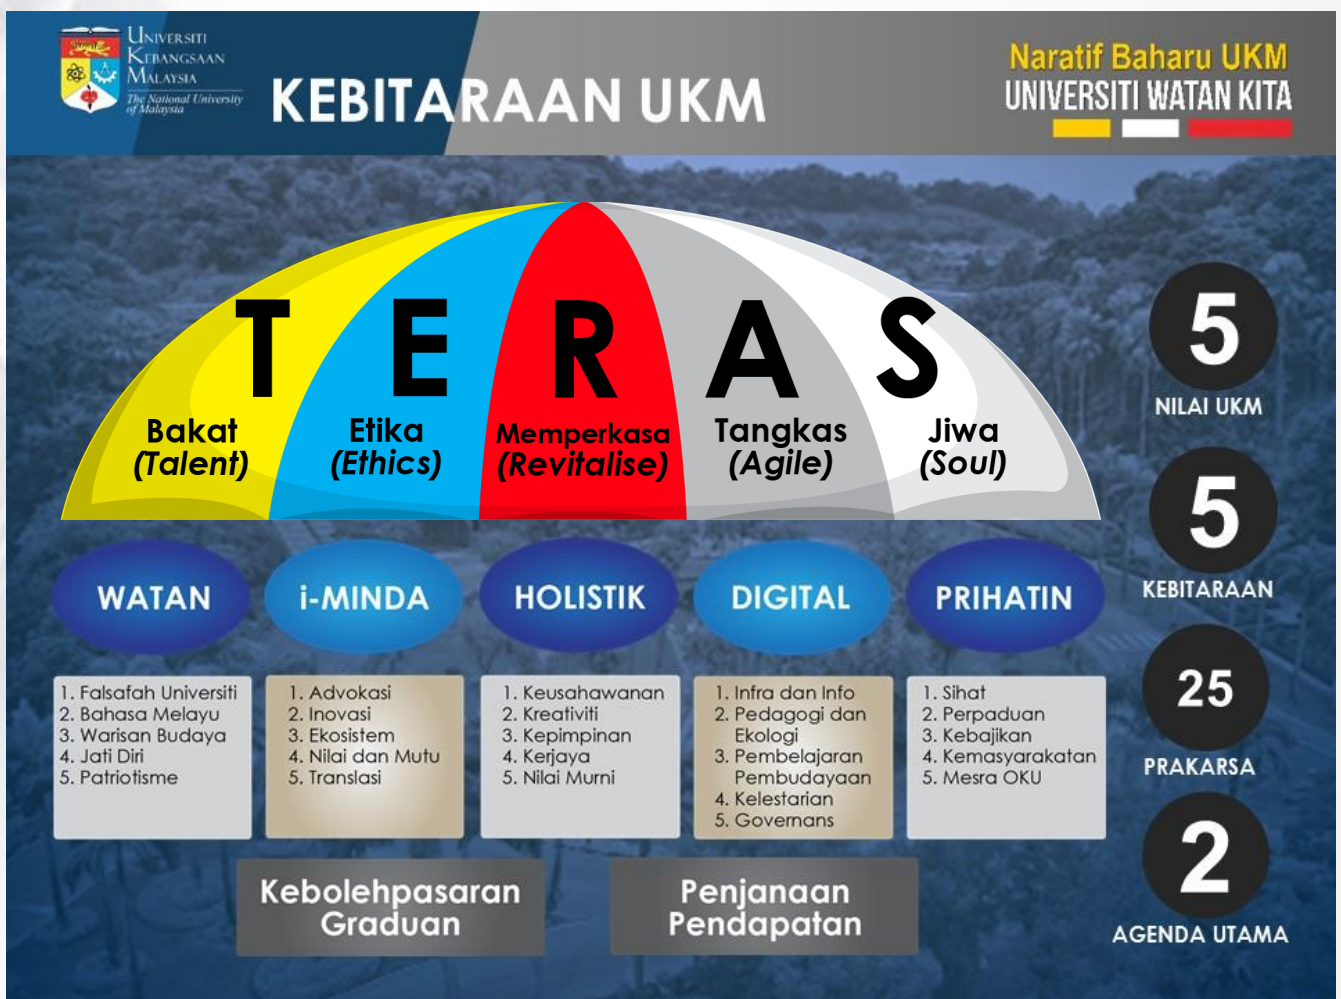 UNIVERSITI
KEBANGSAAN
MALAYSIA
The National University
of Malaysia
KEBITARAAN UKM
Naratif Baharu UKM
UNIVERSITI WATAN KITA
T E R A S
Bakat
(Talent)
Etika
(Ethics)
Memperkasa
(Revitalise)
Tangkas
(Agile)
Jiwa
(Soul)
WATAN
1. Falsafah Universiti
2. Bahasa Melayu
3. Warisan Budaya
4. Jati Diri
5. Patriotisme
i-MINDA
1. Advokasi
2. Inovasi
3. Ekosistem
4. Nilai dan Mutu
5. Translasi
HOLISTIK
1. Keusahawanan
2. Kreativiti
3. Kepimpinan
4. Kerjaya
5. Nilai Murni
DIGITAL
1. Infra dan Info
2. Pedagogi dan
Ekologi
3. Pembelajaran
Pembudayaan
4. Kelestarian
5. Governans
PRIHATIN
1. Sihat
2. Perpaduan
3. Kebajikan
4. Kemasyarakatan
5. Mesra OKU
Kebolehpasaran
Graduan
Penjanaan
Pendapatan
5
NILAI UKM
5
KEBITARAAN
25
PRAKARSA
2
AGENDA UTAMA